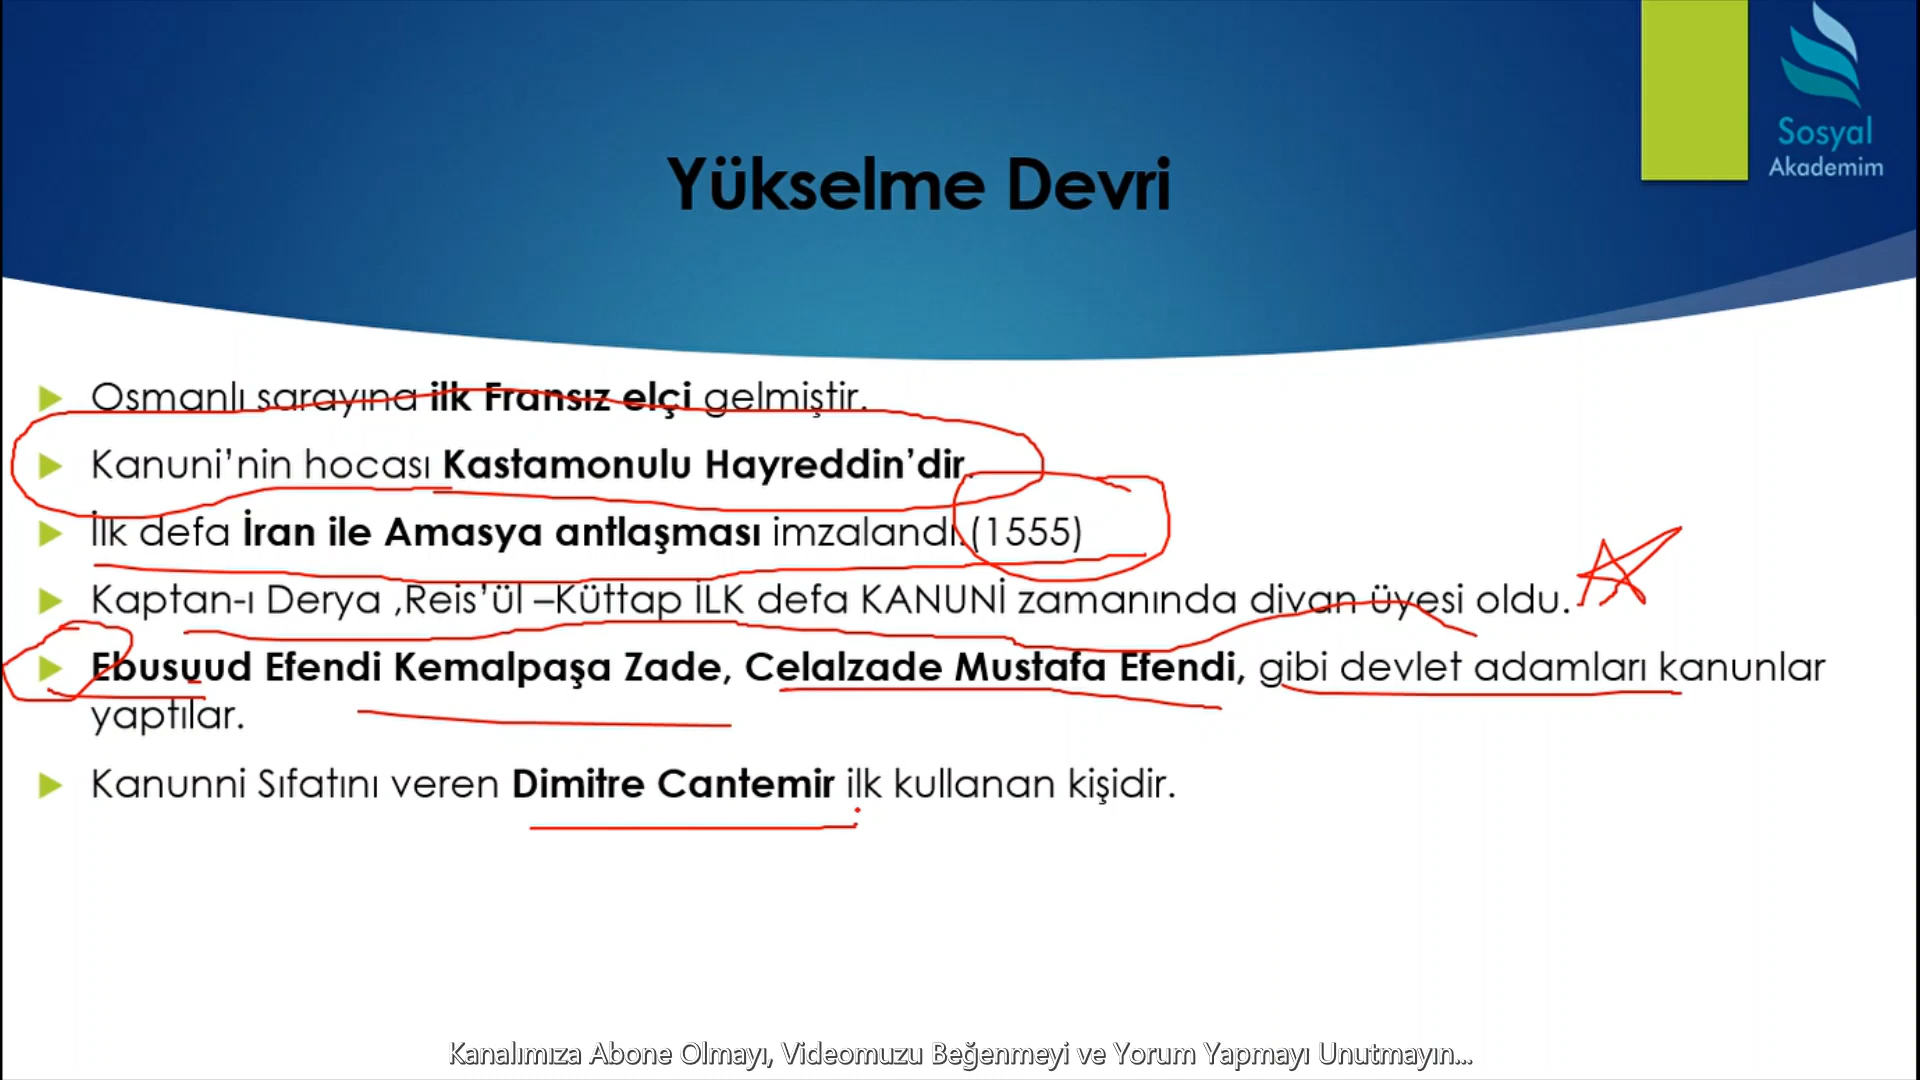 Sosyal
Akademim
Yükselme Devri
Osmanlı sarayına ilk Fransız elçi gelmiştir.
Kanuni’nin hocası Kastamonulu Hayreddin’dir.
İlk defa İran ile Amasya antlaşması imzalandı.(1555)
Kaptan-ı Derya ,Reis’ül –Küttap İLK defa KANUNİ zamanında divan üyesi oldu.
Ebusuud Efendi Kemalpaşa Zade, Celalzade Mustafa Efendi, gibi devlet adamları kanunlar
yaptılar.
Kanunni Sıfatını veren Dimitre Cantemir ilk kullanan kişidir.
Kanalımıza Abone Olmayı, Videomuzu Beğenmeyi ve Yorum Yapmayı Unutmayın...